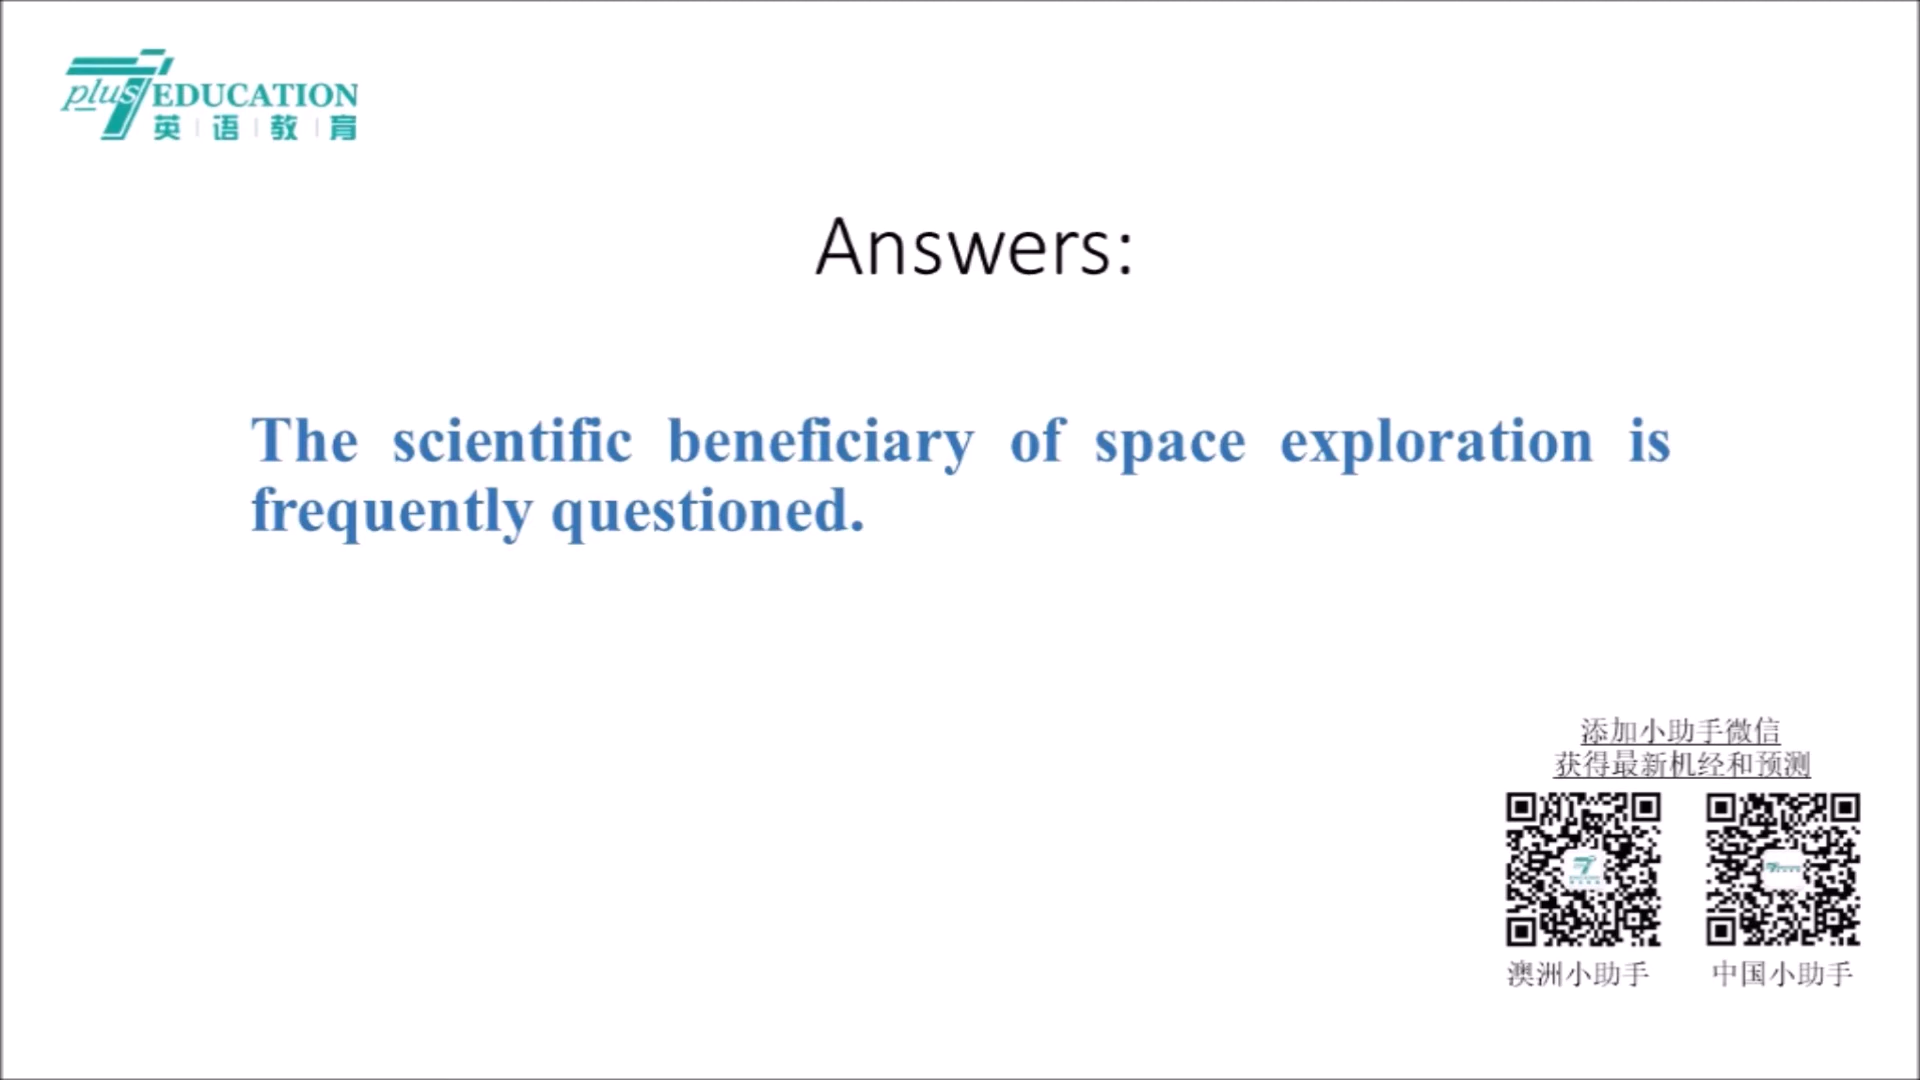 plus 7 EDUCATION
英语教育
Answers:
The scientific beneficiary of space exploration is
frequently questioned.
添加小助手微信
获得最新机经和预测
澳洲小助手
中国小助手